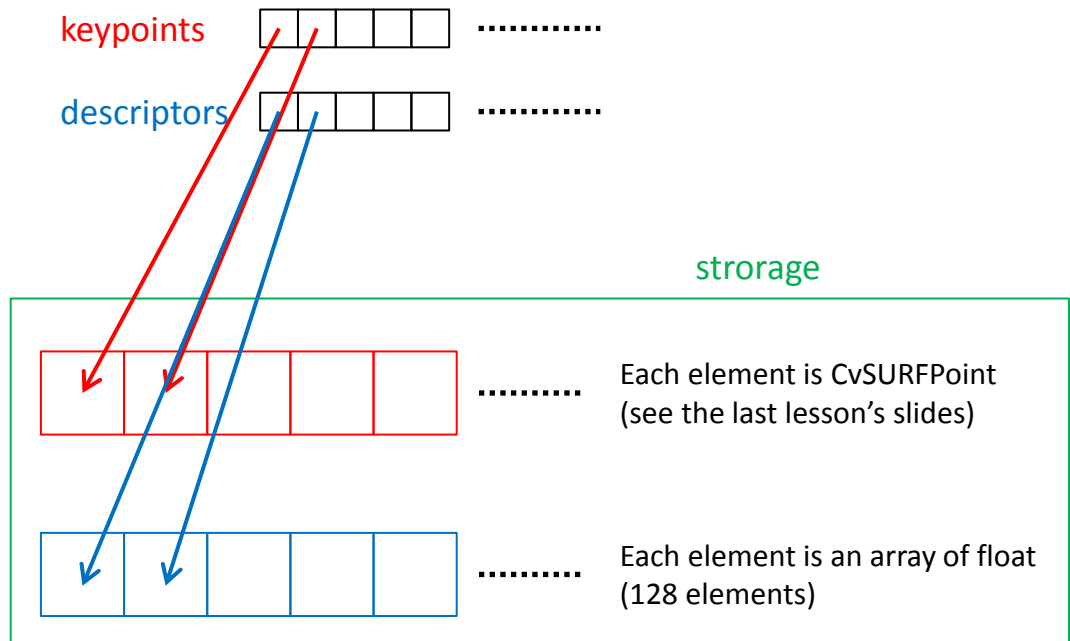 keypoints
descriptors
strorage
Each element is CvSURFPoint
(see the last lesson’s slides)
Each element is an array of float
(128 elements)